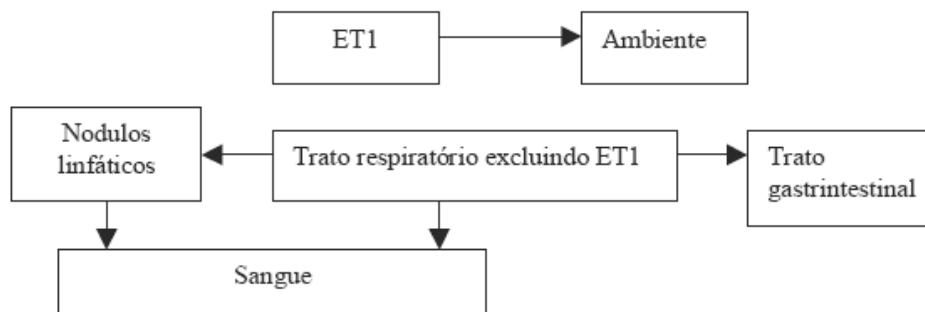 ET1
Ambiente
Nodulos
linfáticos
Trato respiratório excluindo ET1
Trato
gastrintestinal
Sangue